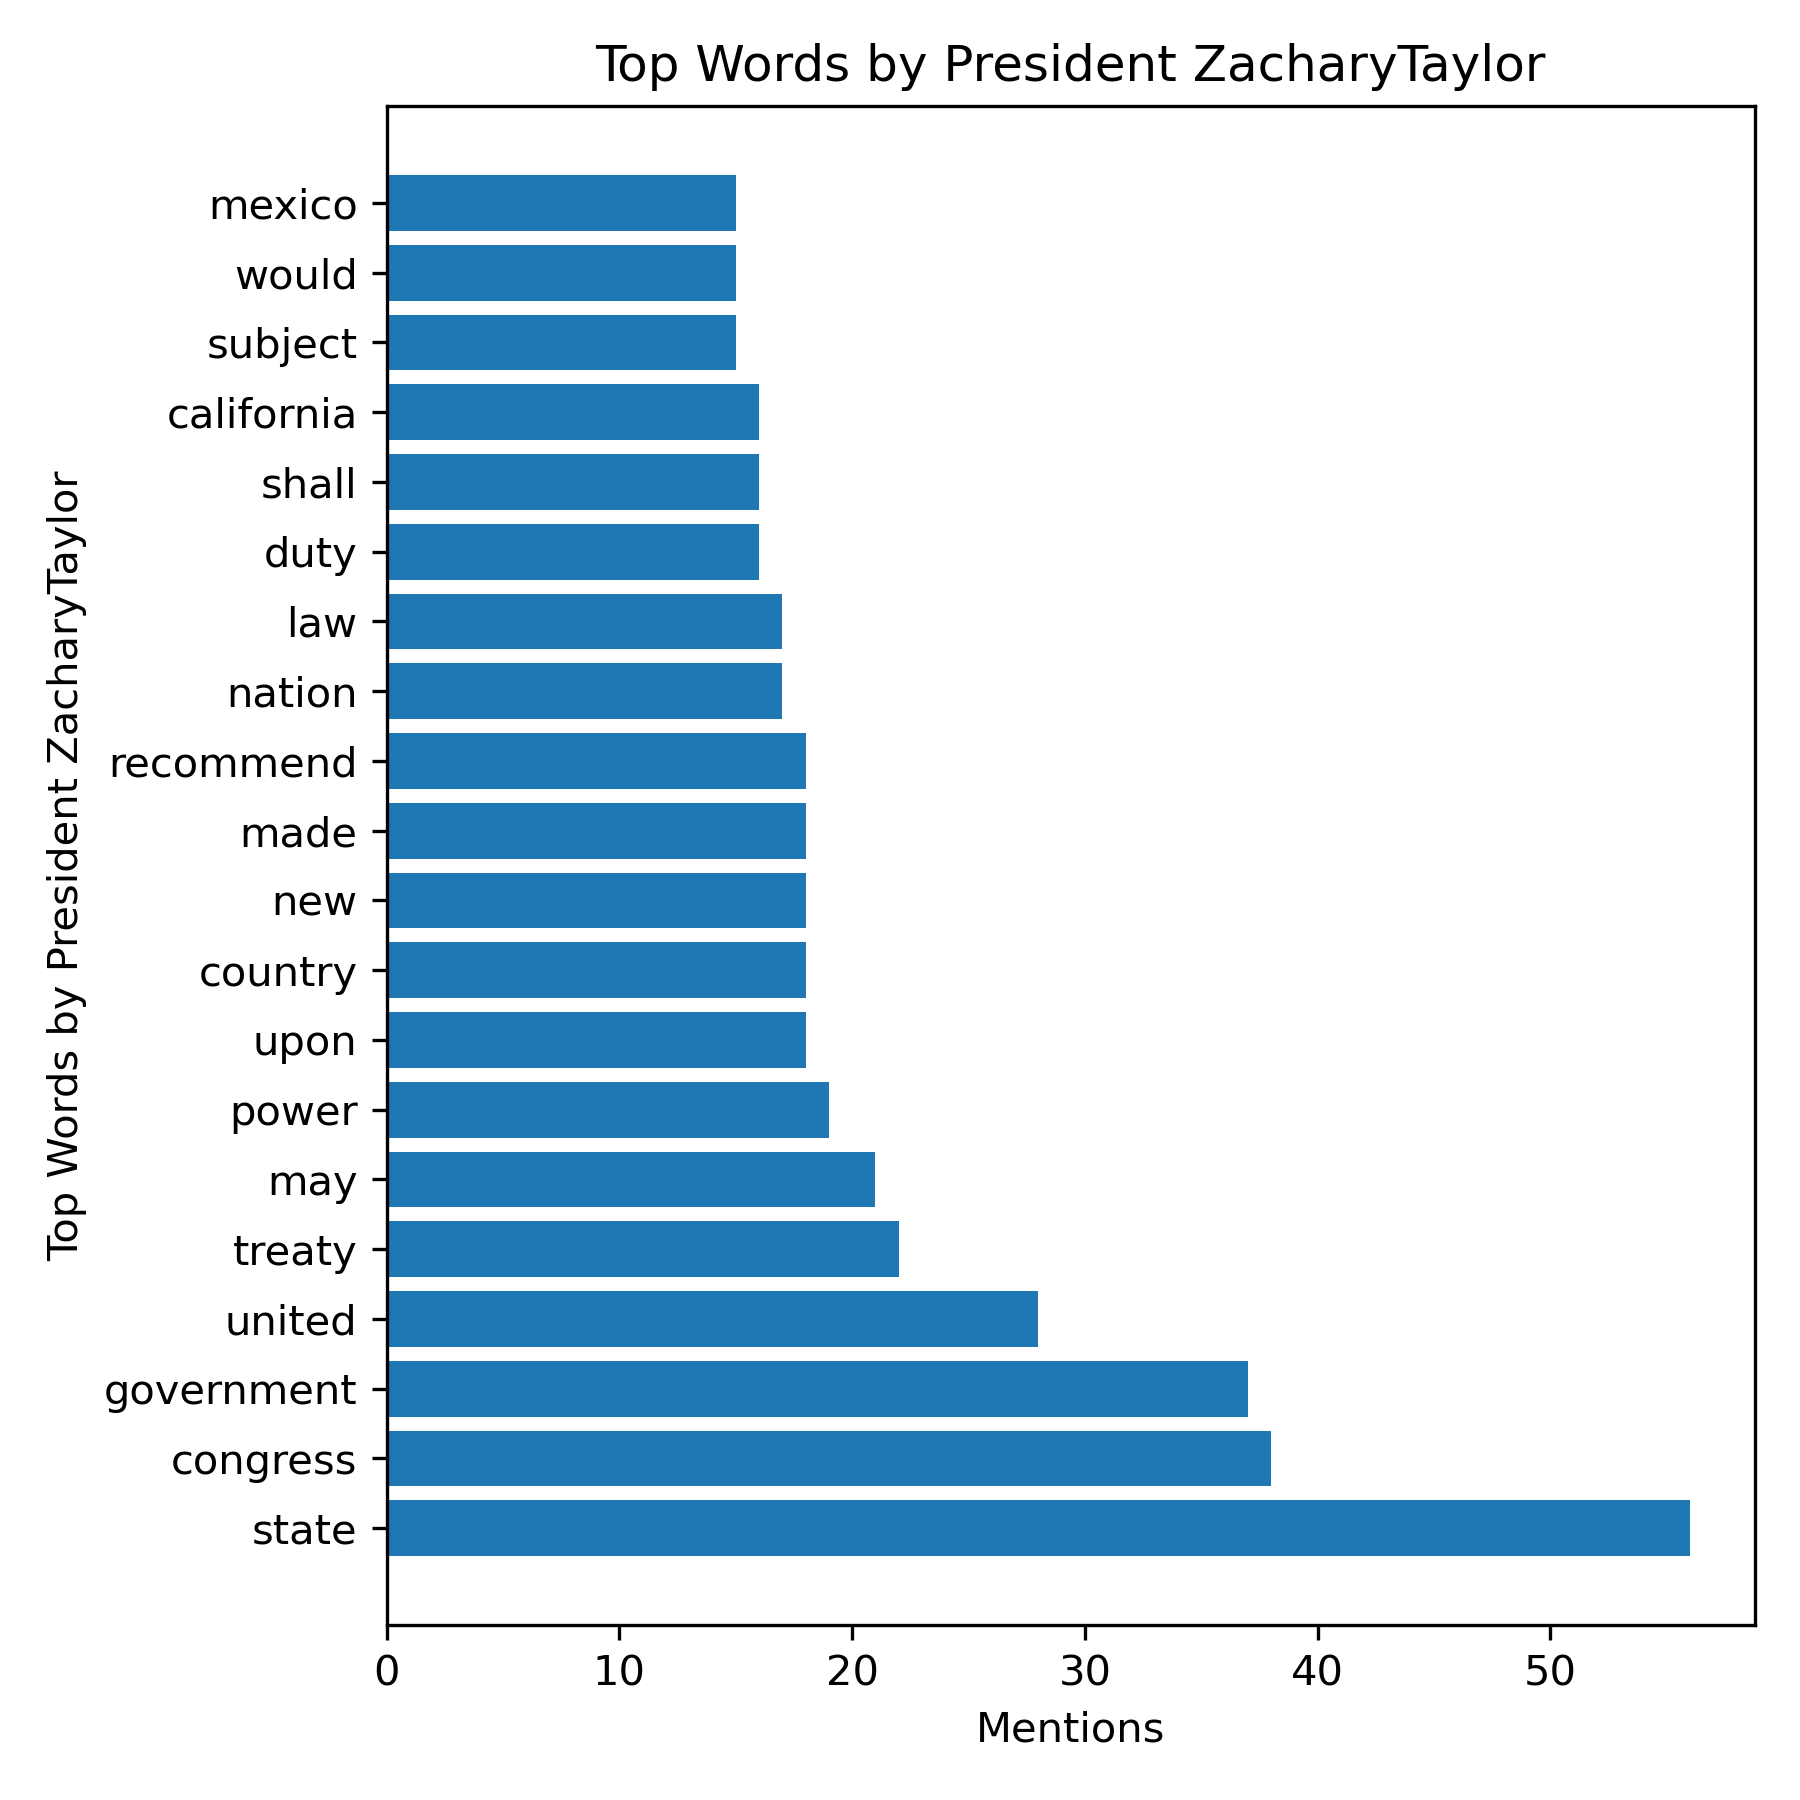 Top Words by President ZacharyTaylor
Top Words by President ZacharyTaylor
mexico
would
subject
california
shall
duty
law
nation
recommend
made
new
country
upon
power
may
treaty
united
government
congress
state
0 10 20 30 40 50
Mentions